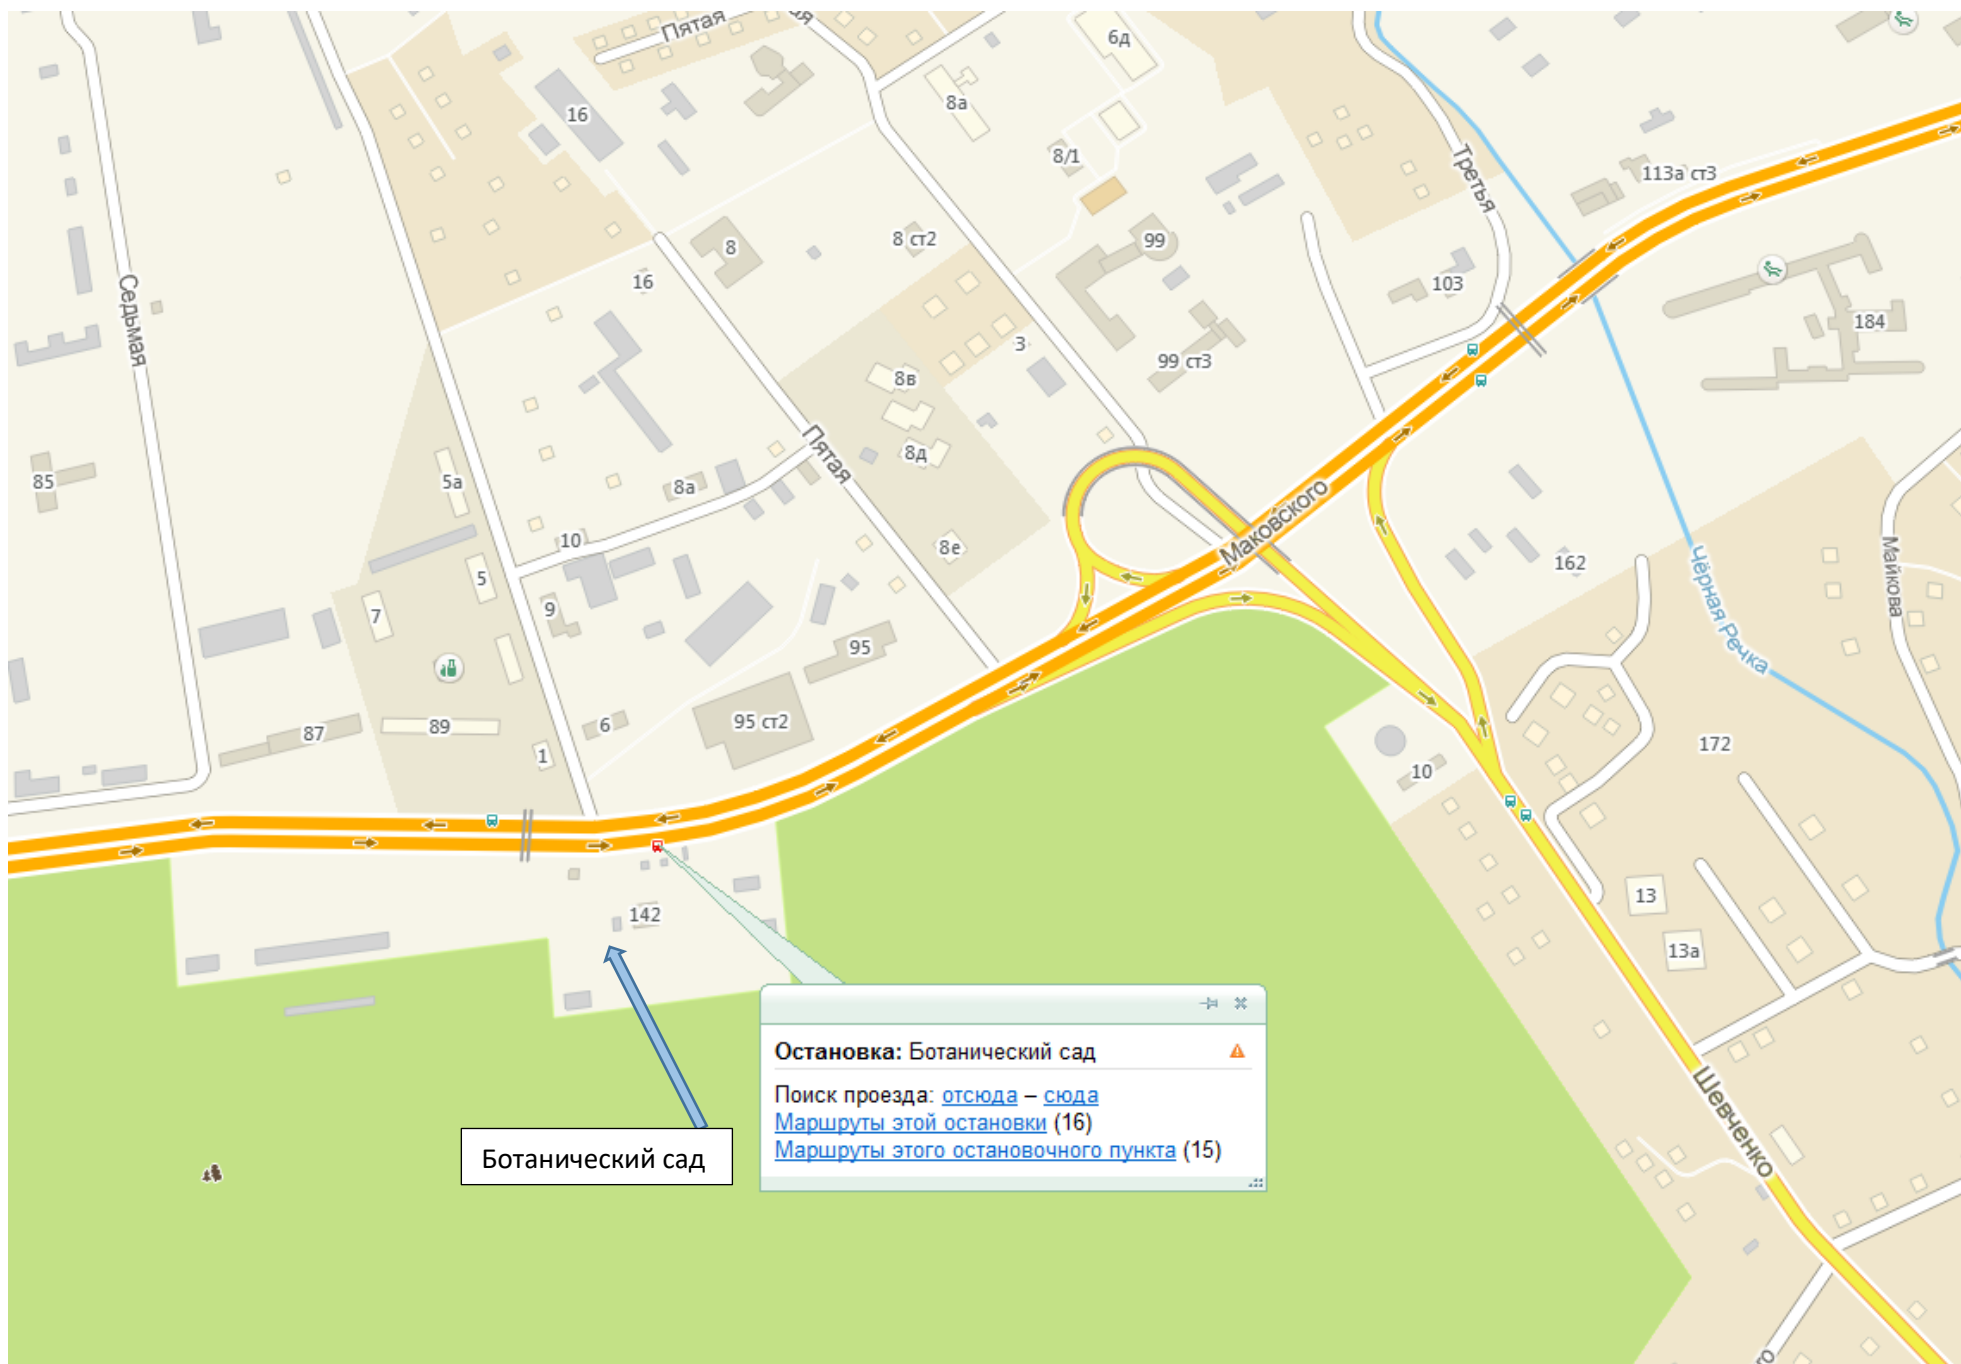 Пятая
6д
16
8а
8/1
Третья
113а ст3
Седьмая
8
8 ст2
99
16
103
184
3
99 ст3
8в
8д
Пятая
85
5а
8а
Маковского
10
8е
162
Чёрная Речка
Майкова
5
7
9
95
95 ст2
87
89
6
1
172
10
142
13
13а
Остановка: Ботанический сад
Поиск проезда: отсюда – сюда
Маршруты этой остановки (16)
Маршруты этого остановочного пункта (15)
Ботанический сад
Шевченко